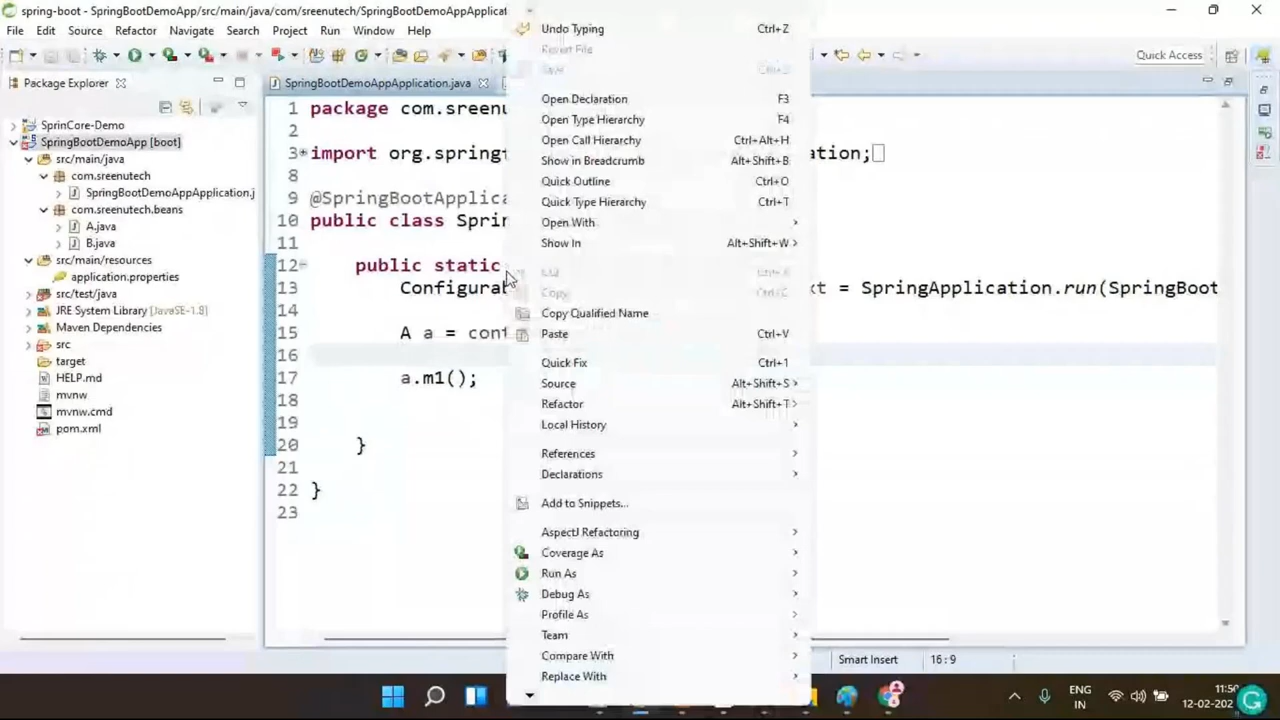 spring-boot - SpringBootDemoApp/src/main/java/com/sreenutech/SpringBootDemoAppApplicat
File Edit Source Refactor Navigate Search Project Run Window Help
Quick Access
Package Explorer
SprinCore-Demo
SpringBootDemoApp [boot]
src/main/java
com.sreenutech
SpringBootDemoAppApplication.j
com.sreenutech.beans
A.java
B.java
src/main/resources
application.properties
src/test/java
JRE System Library [JavaSE-1.8]
Maven Dependencies
src
target
HELP.md
mvnw
mvnw.cmd
pom.xml
SpringBootDemoAppApplication.java
1 package com.sreenu
2
3 import org.springf ation;
8
9 @SpringBootApplica
10 public class Sprin
11
12 public static
13 Configurab xt = SpringApplication.run(SpringBoot
14
15 A a = cont
16
17 a.m1();
18
19
20 }
21
22 }
23
Undo Typing Ctrl+Z
Revert File
Open Declaration F3
Open Type Hierarchy F4
Open Call Hierarchy Ctrl+Alt+H
Show in Breadcrumb Alt+Shift+B
Quick Outline Ctrl+O
Quick Type Hierarchy Ctrl+T
Open With
Show In Alt+Shift+W
Cut Ctrl+X
Copy Ctrl+C
Copy Qualified Name
Paste Ctrl+V
Quick Fix Ctrl+1
Source Alt+Shift+S
Refactor Alt+Shift+T
Local History
References
Declarations
Add to Snippets...
AspectJ Refactoring
Coverage As
Run As
Debug As
Profile As
Team
Compare With
Replace With
Smart Insert 16:9
ENG
IN
11:50
12-02-202